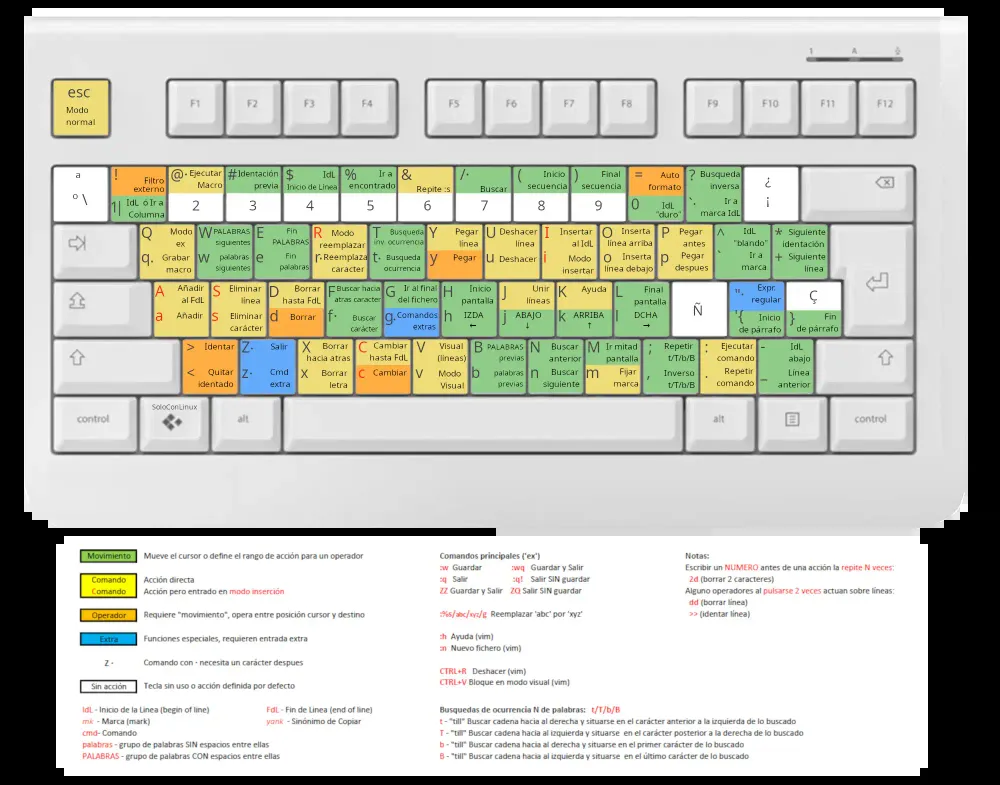 1 A
esc
Modo
normal
F1 F2 F3 F4 F5 F6 F7 F8 F9 F10 F11 F12
ª
º \
! Filtro
externo
1| IdL ó Ir a
Columna
@· Ejecutar
Macro
2
# Identación
previa
3
$ IdL
Inicio de Linea
4
% Ir a
encontrado
5
&
Repite :s
6
/·
Buscar
7
( Inicio
secuencia
8
) Final
secuencia
9
= Auto
formato
0 IdL
"duro"
? Busqueda
inversa
'· Ir a
marca IdL
¿
¡
Q Modo
ex
q· Grabar
macro
W PALABRAS
siguientes
w palabras
siguientes
E Fin
PALABRAS
e Fin
palabras
R Modo
reemplazar
r· Reemplaza
caracter
T Busqueda
inv. ocurrencia
t· Busqueda
ocurrencia
Y Pegar
línea
y Pegar
U Deshacer
línea
u Deshacer
I Insertar
al IdL
i Modo
insertar
O Inserta
línea arriba
o Inserta
línea debajo
P Pegar
antes
p Pegar
despues
^ IdL
"blando"
` Ir a
marca
* Siguiente
identación
+ Siguiente
línea
A Añadir
al FdL
a Añadir
S Eliminar
línea
s Eliminar
carácter
D Borrar
hasta FdL
d Borrar
F Buscar hacia
atras caracter
f· Buscar
carácter
G Ir al final
del fichero
g· Comandos
extras
H Inicio
pantalla
h IZDA
←
J Unir
líneas
j ABAJO
↓
K Ayuda
k ARRIBA
↑
L Final
pantalla
l DCHA
→
Ñ
"· Expr.
regular
'{ Inicio
de párrafo
Ç
} Fin
de párrafo
> Identar
< Quitar
identado
Z· Salir
z· Cmd
extra
X Borrar
hacia atras
x Borrar
letra
C Cambiar
hasta FdL
c Cambiar
V Visual
(líneas)
v Modo
Visual
B PALABRAS
previas
b palabras
previas
N Buscar
anterior
n Buscar
siguiente
M Ir mitad
pantalla
m Fijar
marca
; Repetir
t/T/b/B
, Inverso
t/T/b/B
: Ejecutar
comando
. Repetir
comando
- IdL
abajo
_ Línea
anterior
control
SoloConLinux
alt
alt
control
Movimiento Mueve el cursor o define el rango de acción para un operador
Comando Acción directa
Comando Acción pero entrado en modo inserción
Operador Requiere "movimiento", opera entre posición cursor y destino
Extra Funciones especiales, requieren entrada extra
Z · Comando con · necesita un carácter despues
Sin acción Tecla sin uso o acción definida por defecto
IdL - Inicio de la Linea (begin of line) FdL - Fin de Linea (end of line)
mk - Marca (mark) yank - Sinónimo de Copiar
cmd- Comando
palabras - grupo de palabras SIN espacios entre ellas
PALABRAS - grupo de palabras CON espacios entre ellas
Comandos principales ('ex')
:w Guardar :wq Guardar y Salir
:q Salir :q! Salir SIN guardar
ZZ Guardar y Salir ZQ Salir SIN guardar
:%s/abc/xyz/g Reemplazar 'abc' por 'xyz'
:h Ayuda (vim)
:n Nuevo fichero (vim)
CTRL+R Deshacer (vim)
CTRL+V Bloque en modo visual (vim)
Busquedas de ocurrencia N de palabras: t/T/b/B
t - "till" Buscar cadena hacia al derecha y situarse en el carácter anterior a la izquierda de lo buscado
T - "till" Buscar cadena hacia al izquierda y situarse en el carácter posterior a la derecha de lo buscado
b - "till" Buscar cadena hacia al derecha y situarse en el primer carácter de lo buscado
B - "till" Buscar cadena hacia al izquierda y situarse en el último carácter de lo buscado
Notas:
Escribir un NUMERO antes de una acción la repite N veces:
2d (borrar 2 caracteres)
Alguno operadores al pulsarse 2 veces actuan sobre líneas:
dd (borrar línea)
>> (identar línea)